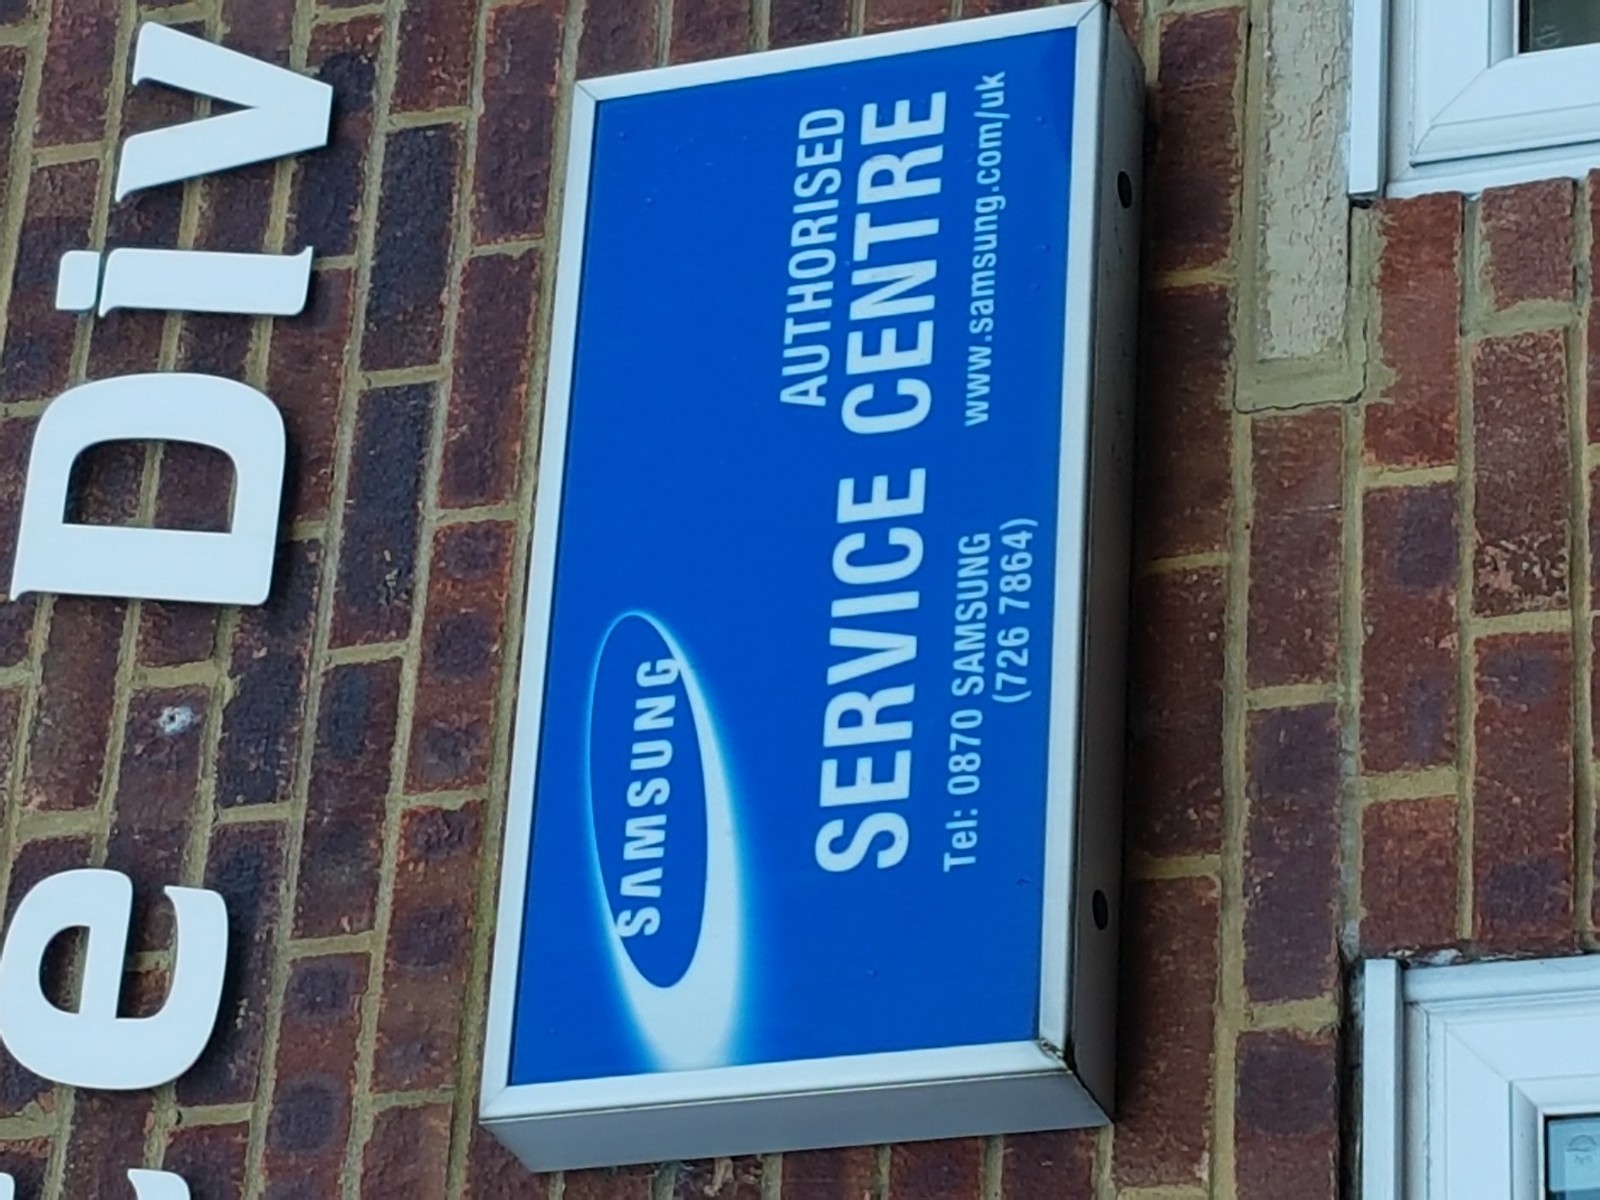 e Div
SAMSUNG
AUTHORISED
SERVICE CENTRE
Tel: 0870 SAMSUNG www.samsung.com/uk
(726 7864)